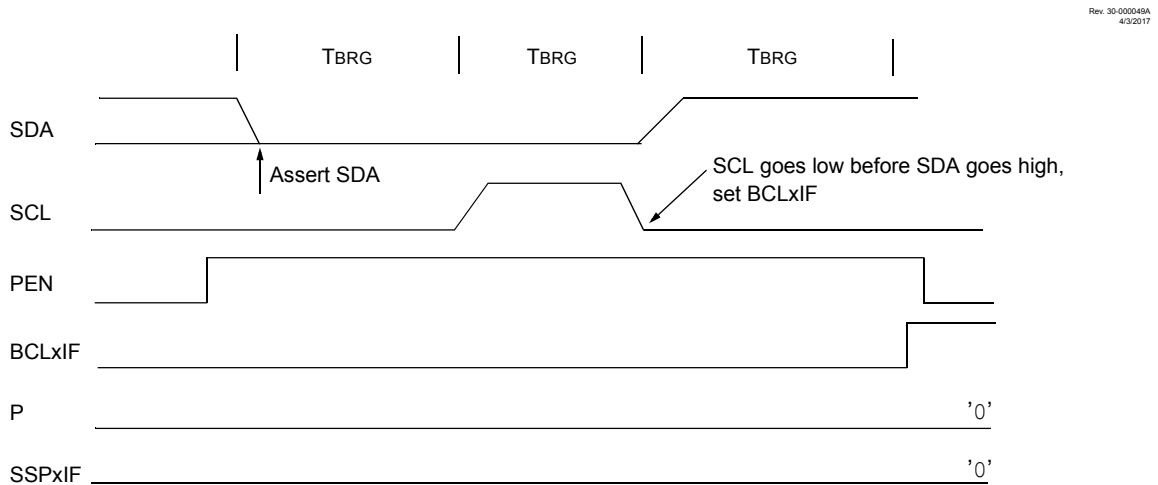 Rev. 30-000049A
4/3/2017
TBRG TBRG TBRG
SDA
Assert SDA
SCL goes low before SDA goes high,
set BCLxIF
SCL
PEN
BCLxIF
P '0'
SSPxIF '0'